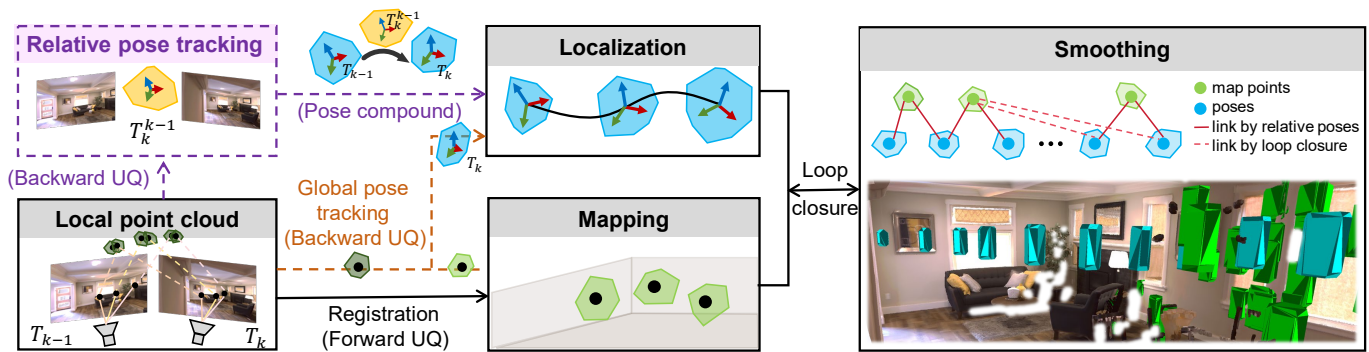 Relative pose tracking
T_k^{k-1}
(Backward UQ)
T_k^{k-1}
T_{k-1}
T_k
(Pose compound)
Localization
T_k
Global pose
tracking
(Backward UQ)
Local point cloud
T_{k-1}
T_k
Registration
(Forward UQ)
Mapping
Loop
closure
Smoothing
map points
poses
link by relative poses
link by loop closure